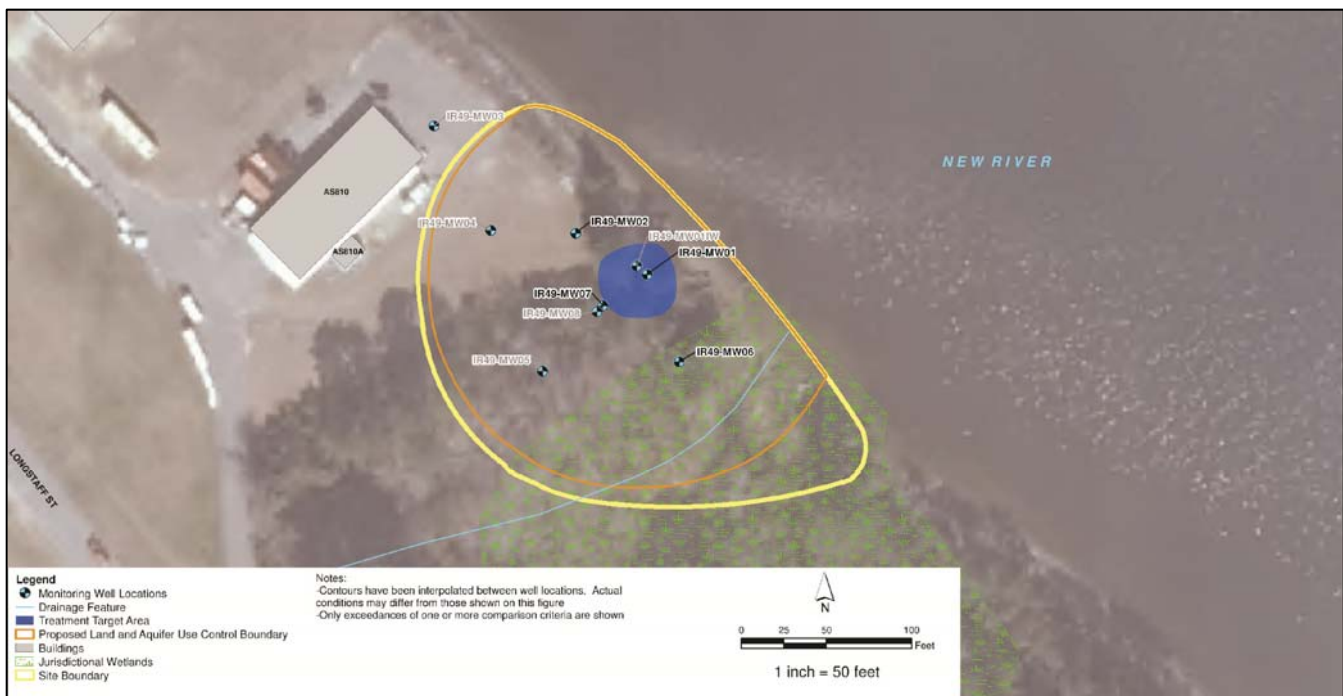 IR49-MW03
NEW RIVER
AS810
IR49-MW04
IR49-MW02
IR49-MW01IW
AS810A
IR49-MW01
IR49-MW07
IR49-MW08
IR49-MW05
IR49-MW06
LONGSTAFF ST
Legend
Monitoring Well Locations
Drainage Feature
Treatment Target Area
Proposed Land and Aquifer Use Control Boundary
Buildings
Jurisdictional Wetlands
Site Boundary
Notes:
-Contours have been interpolated between well locations. Actual
conditions may differ from those shown on this figure
-Only exceedances of one or more comparison criteria are shown
N
0 25 50 100
Feet
1 inch = 50 feet